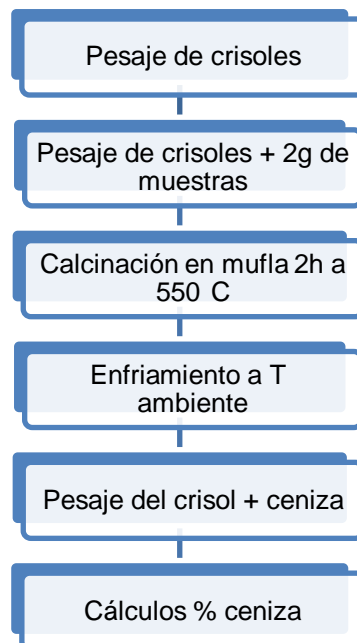 Pesaje de crisoles
Pesaje de crisoles + 2g de
muestras
Calcinación en mufla 2h a
550 C
Enfriamiento a T
ambiente
Pesaje del crisol + ceniza
Cálculos % ceniza